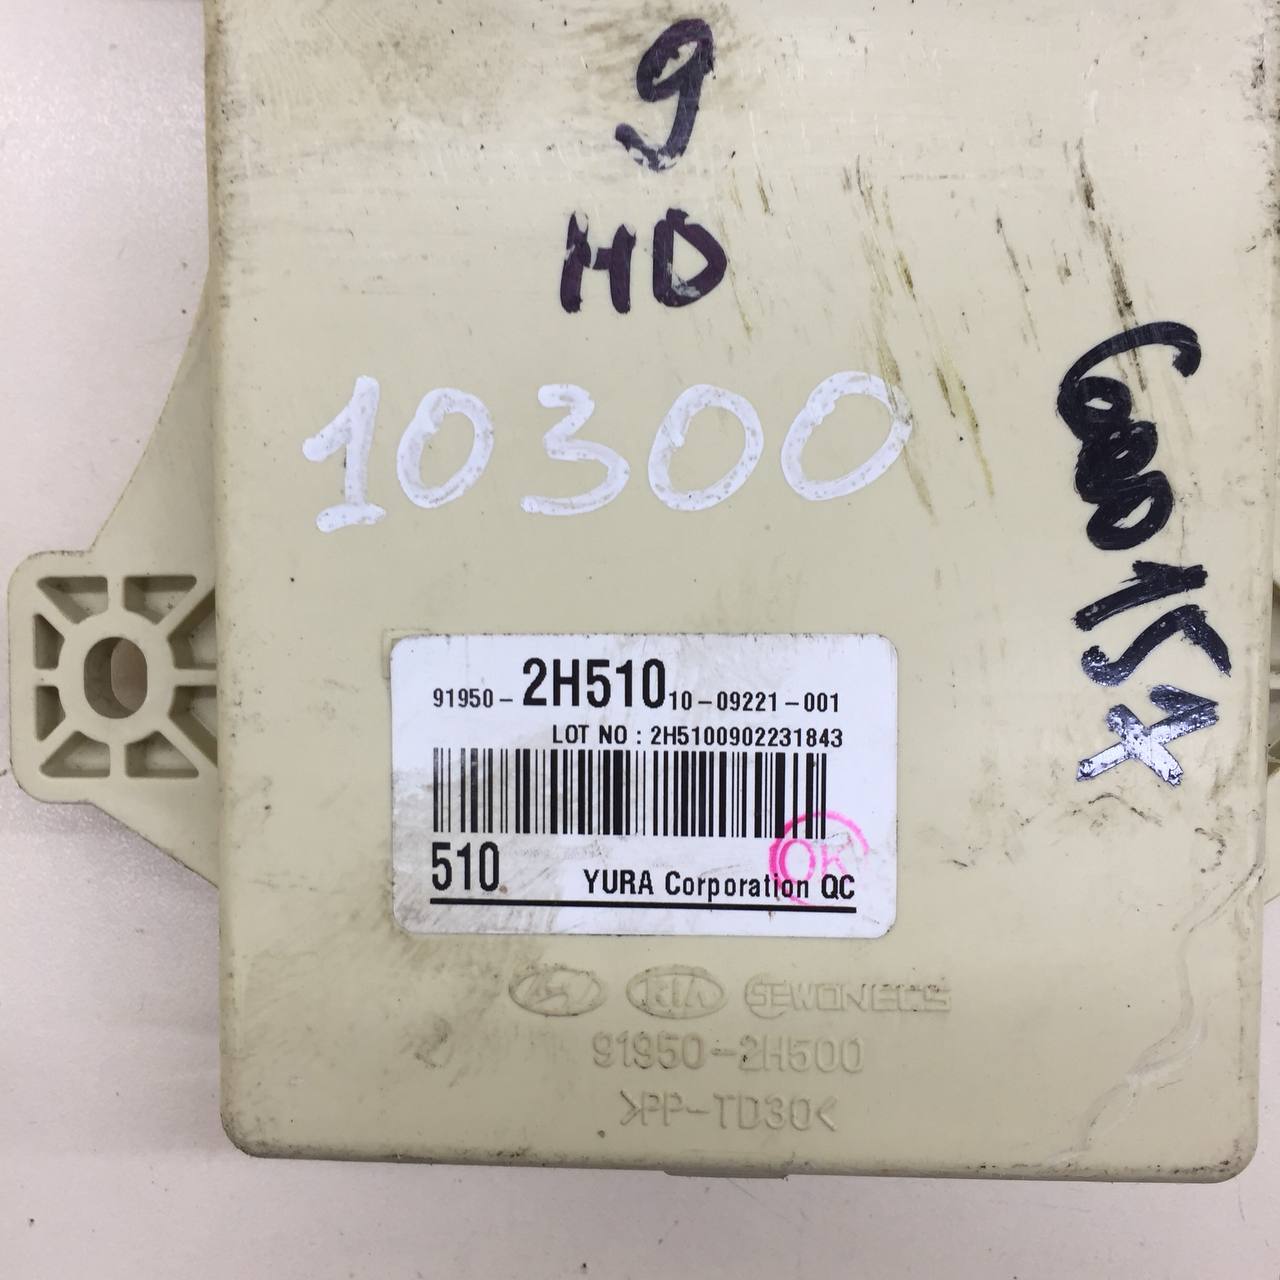 9
HD
10300
15X
91950- 2H510 10-09221-001
LOT NO : 2H5100902231843
510 YURA Corporation QC
OK
KIA SEWONECS
91950-2H500
>PP-TD30<